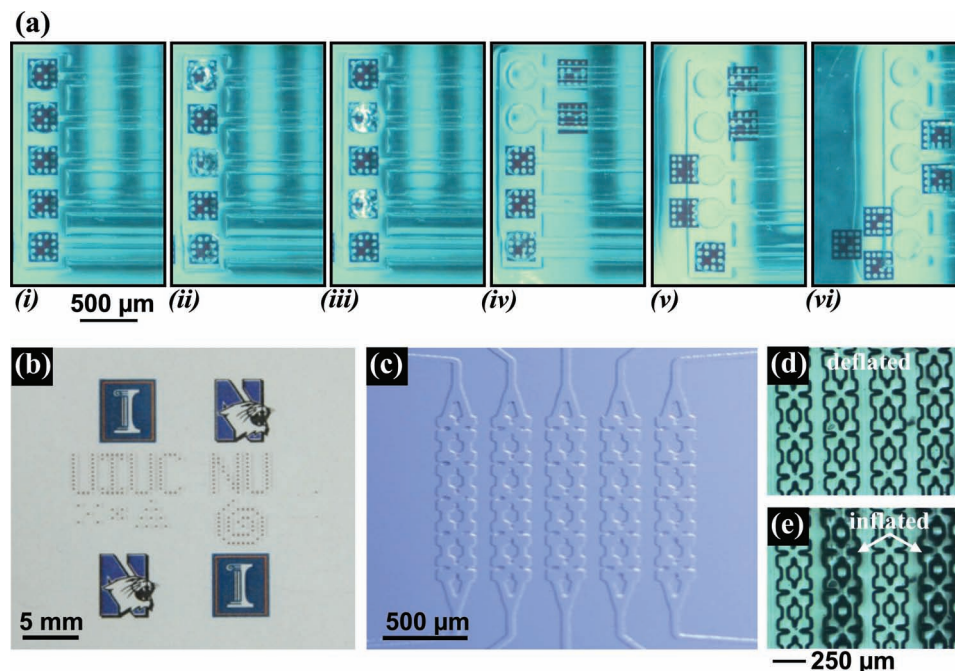 (a)
(i) (ii) (iii) (iv) (v) (vi)
500 µm
(b)
I N
UIUC NU
N I
5 mm
(c)
500 µm
(d)
deflated
(e)
inflated
250 µm